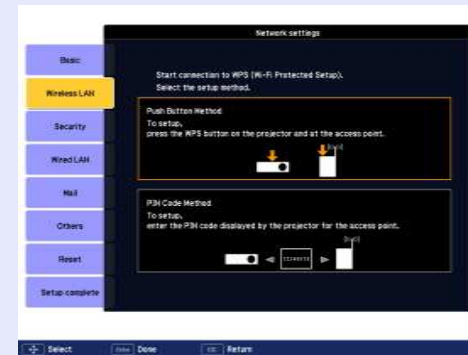 Network settings
Basic
Wireless LAN
Security
Wired LAN
Mail
Others
Reset
Setup complete
Start connection to WPS (Wi-Fi Protected Setup).
Select the setup method.
Push Button Method
To setup,
press the WPS button on the projector and at the access point.
PIN Code Method
To setup,
enter the PIN code displayed by the projector for the access point.
Select
Done
Return